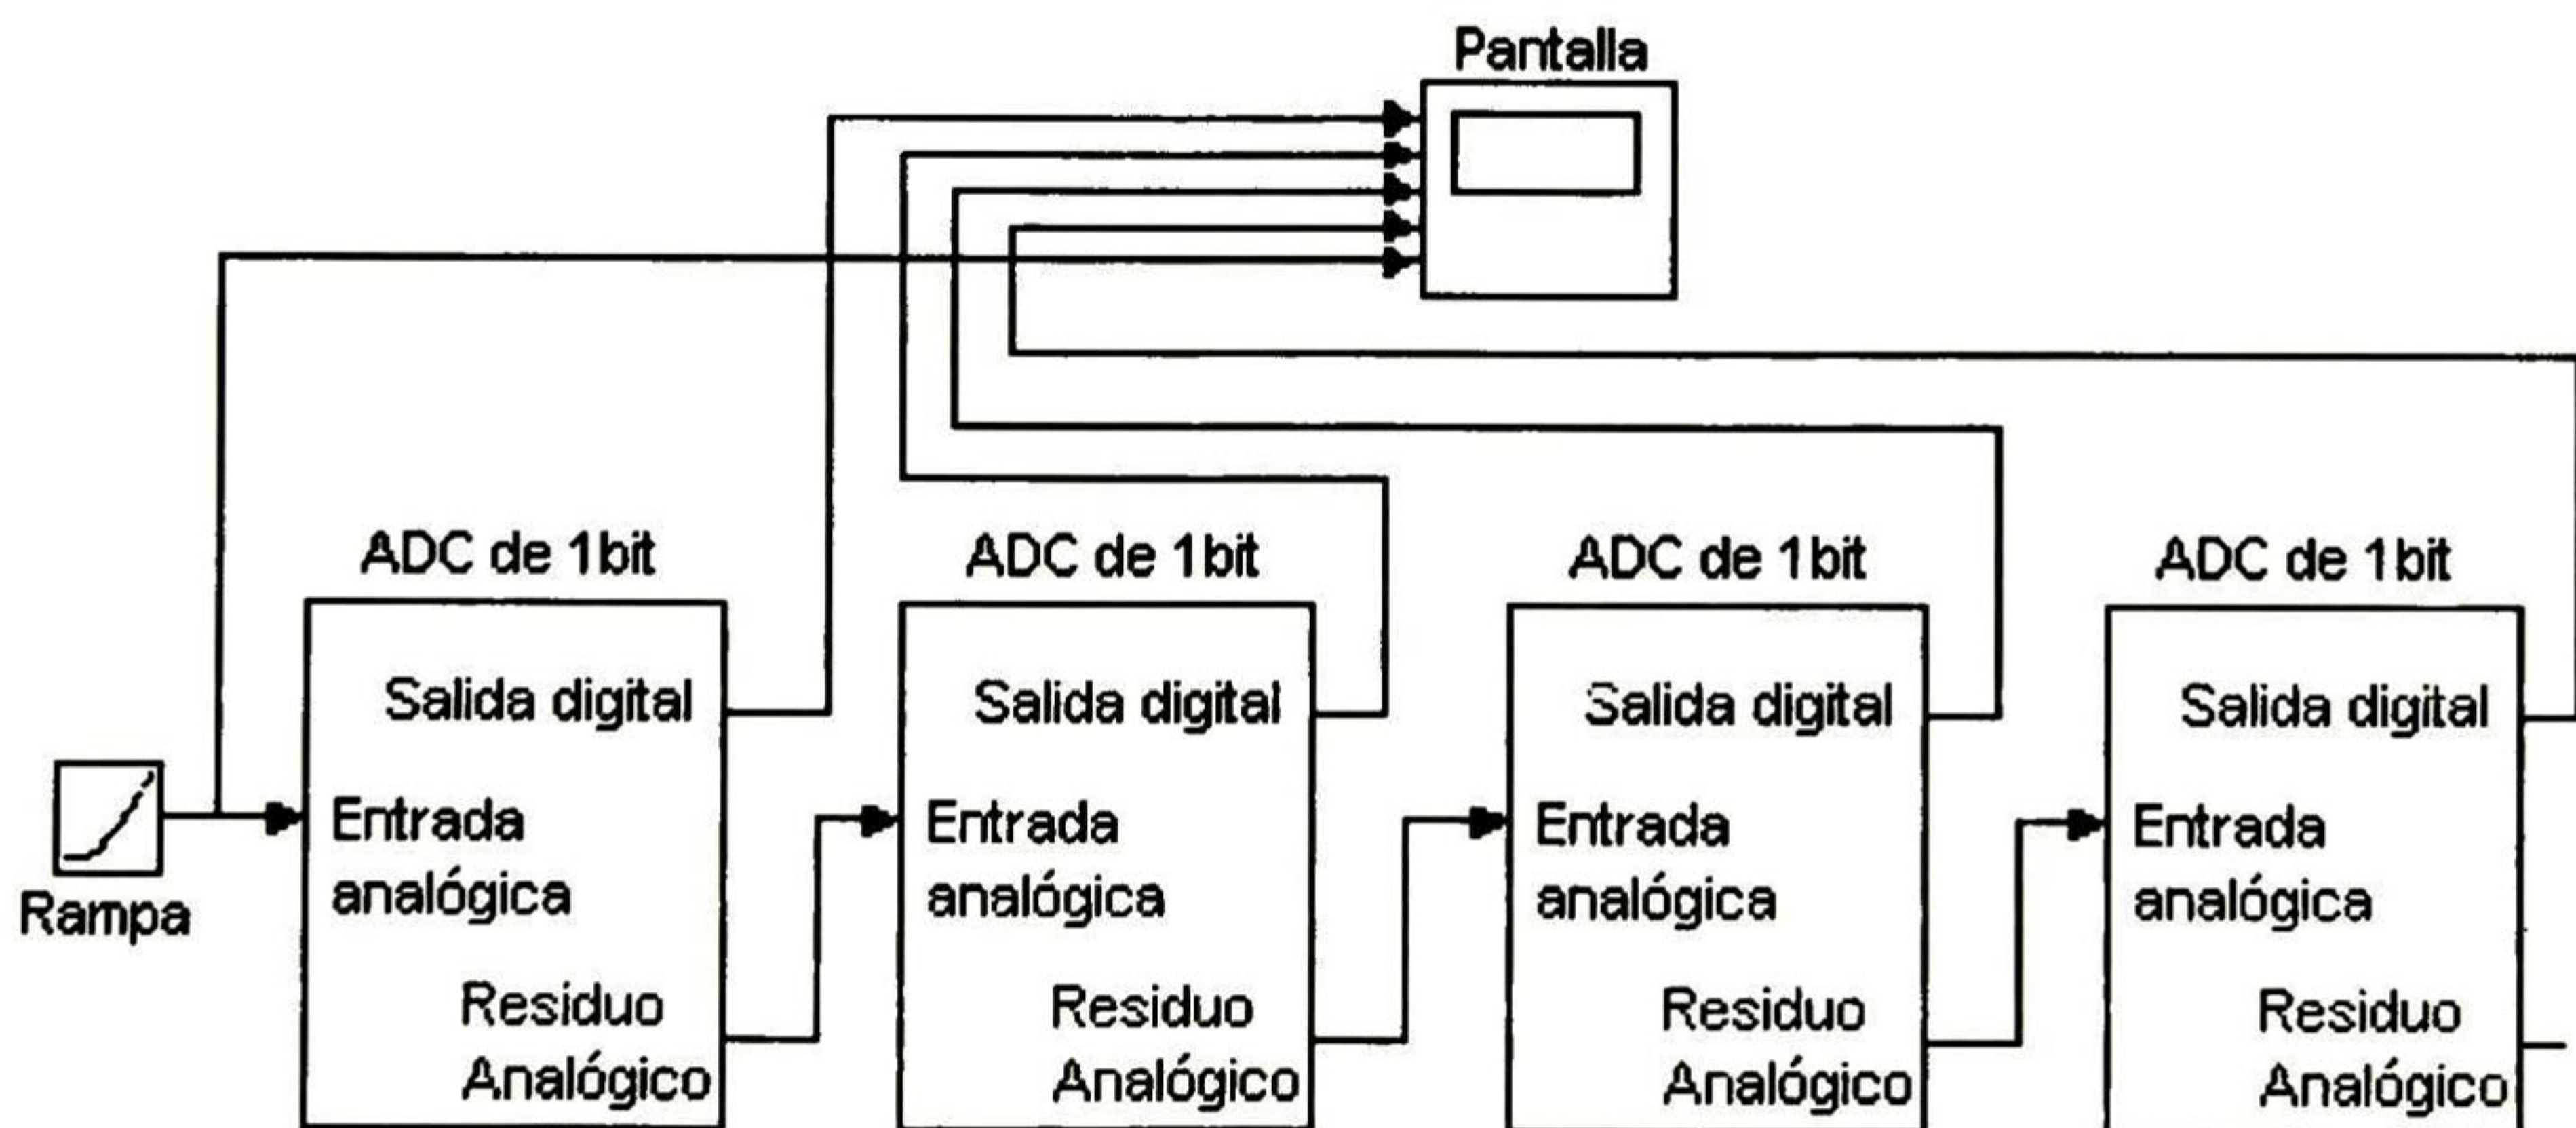 Pantalla
ADC de 1bit
Salida digital
Entrada
analógica
Residuo
Analógico
ADC de 1bit
Salida digital
Entrada
analógica
Residuo
Analógico
ADC de 1bit
Salida digital
Entrada
analógica
Residuo
Analógico
ADC de 1bit
Salida digital
Entrada
analógica
Residuo
Analógico
Rampa